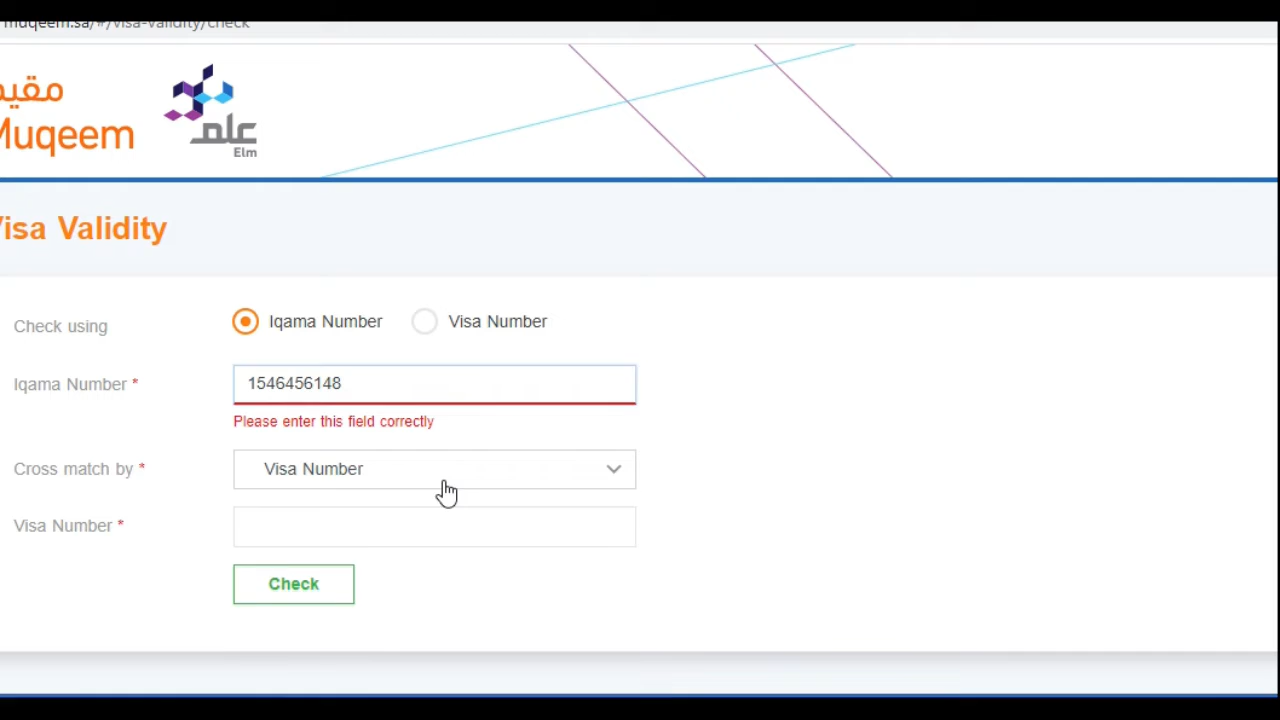 muqeem.sa/#/visa-validity/check
مقيم
Muqeem
علم
Elm
Visa Validity
Check using
Iqama Number
Visa Number
Iqama Number *
1546456148
Please enter this field correctly
Cross match by *
Visa Number
Visa Number *
Check